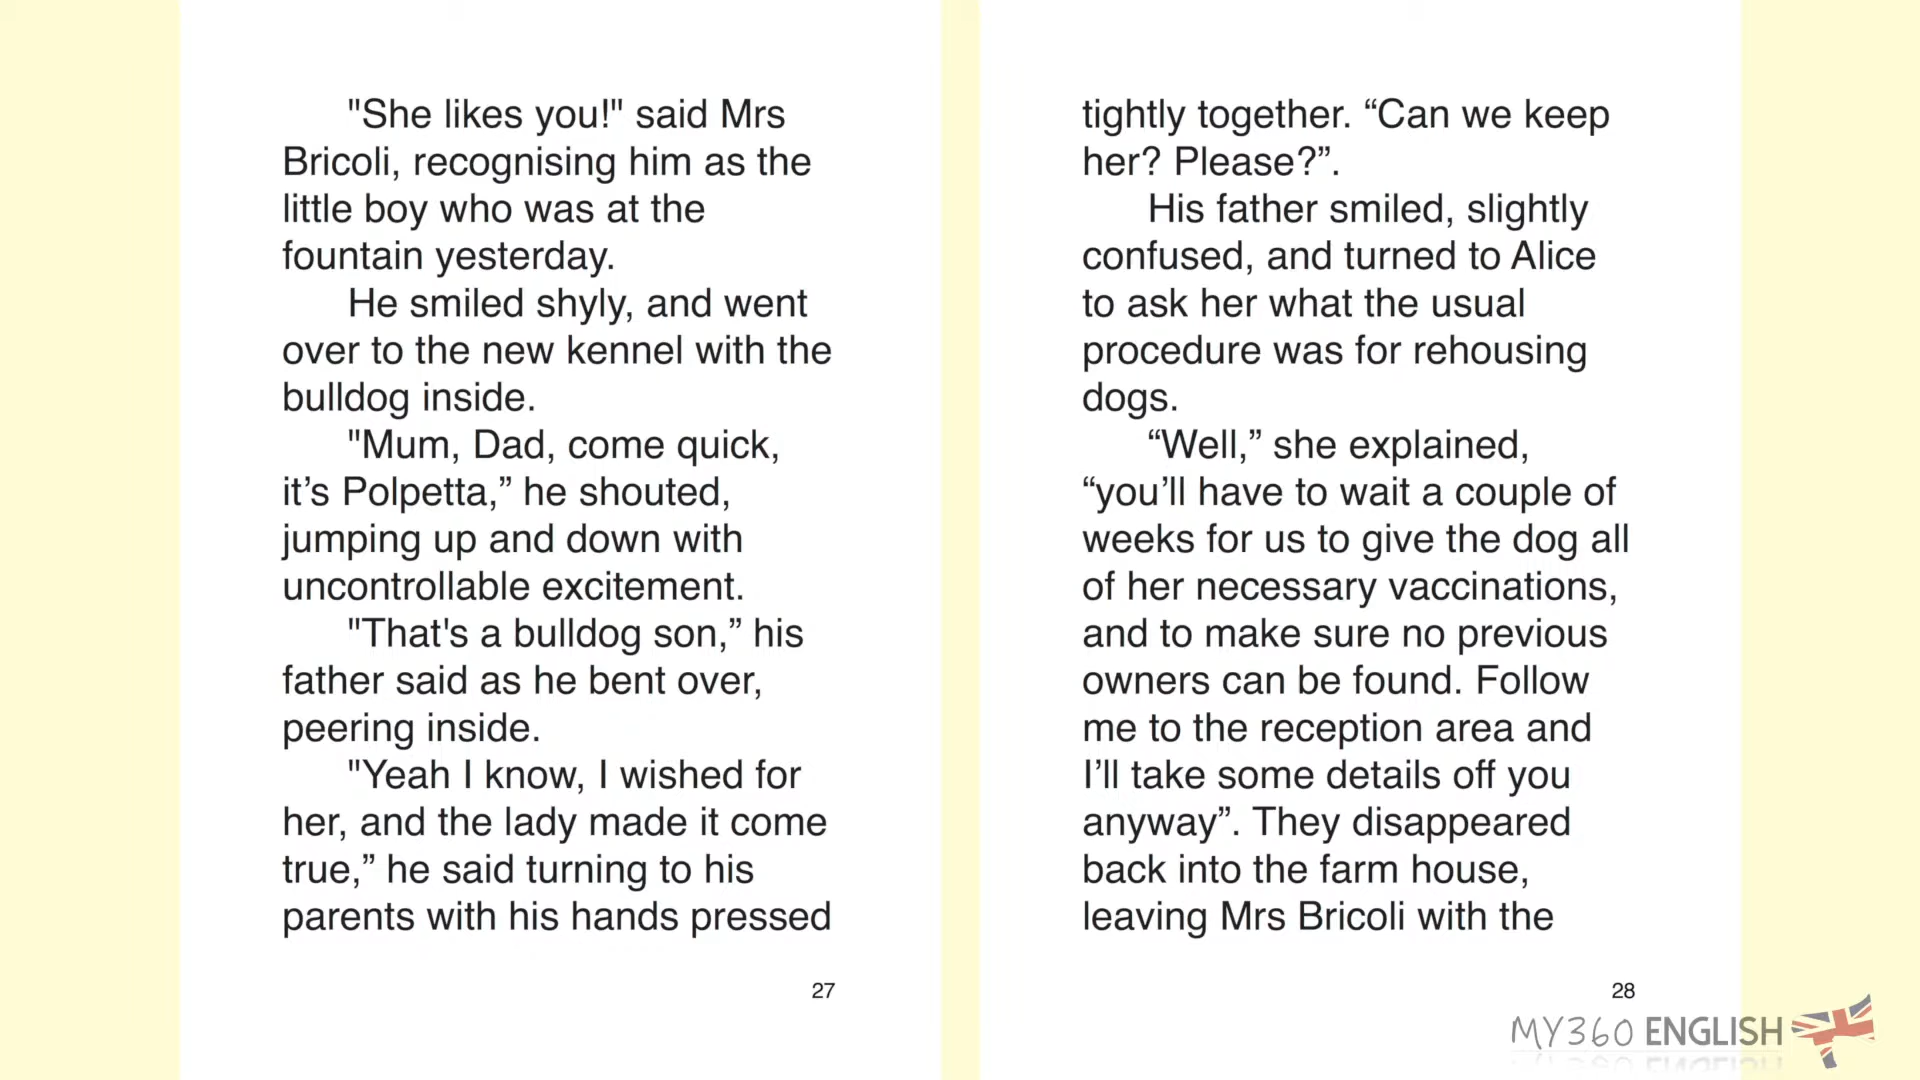 "She likes you!" said Mrs
Bricoli, recognising him as the
little boy who was at the
fountain yesterday.
He smiled shyly, and went
over to the new kennel with the
bulldog inside.
"Mum, Dad, come quick,
it’s Polpetta,” he shouted,
jumping up and down with
uncontrollable excitement.
"That's a bulldog son,” his
father said as he bent over,
peering inside.
"Yeah I know, I wished for
her, and the lady made it come
true,” he said turning to his
parents with his hands pressed
27
tightly together. “Can we keep
her? Please?”.
His father smiled, slightly
confused, and turned to Alice
to ask her what the usual
procedure was for rehousing
dogs.
“Well,” she explained,
“you’ll have to wait a couple of
weeks for us to give the dog all
of her necessary vaccinations,
and to make sure no previous
owners can be found. Follow
me to the reception area and
I’ll take some details off you
anyway”. They disappeared
back into the farm house,
leaving Mrs Bricoli with the
28
MY360 ENGLISH